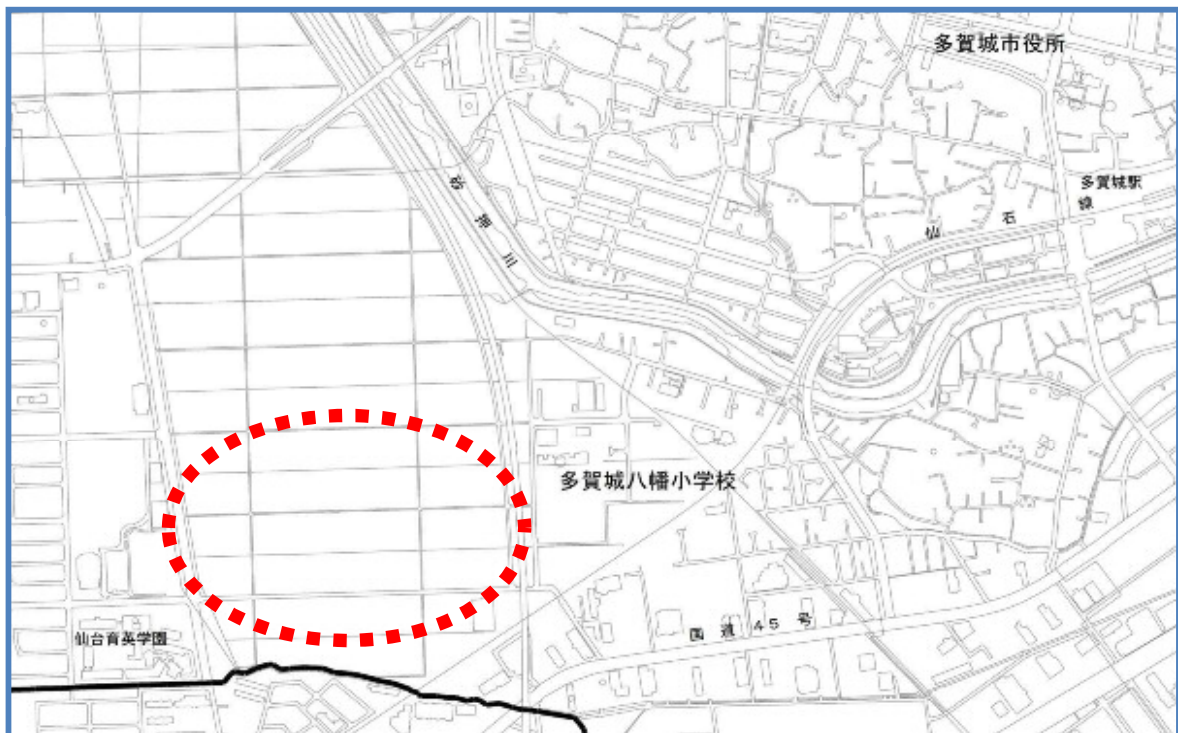 多賀城市役所
多賀城駅
仙石線
砂押川
多賀城八幡小学校
国道45号
仙台育英学園